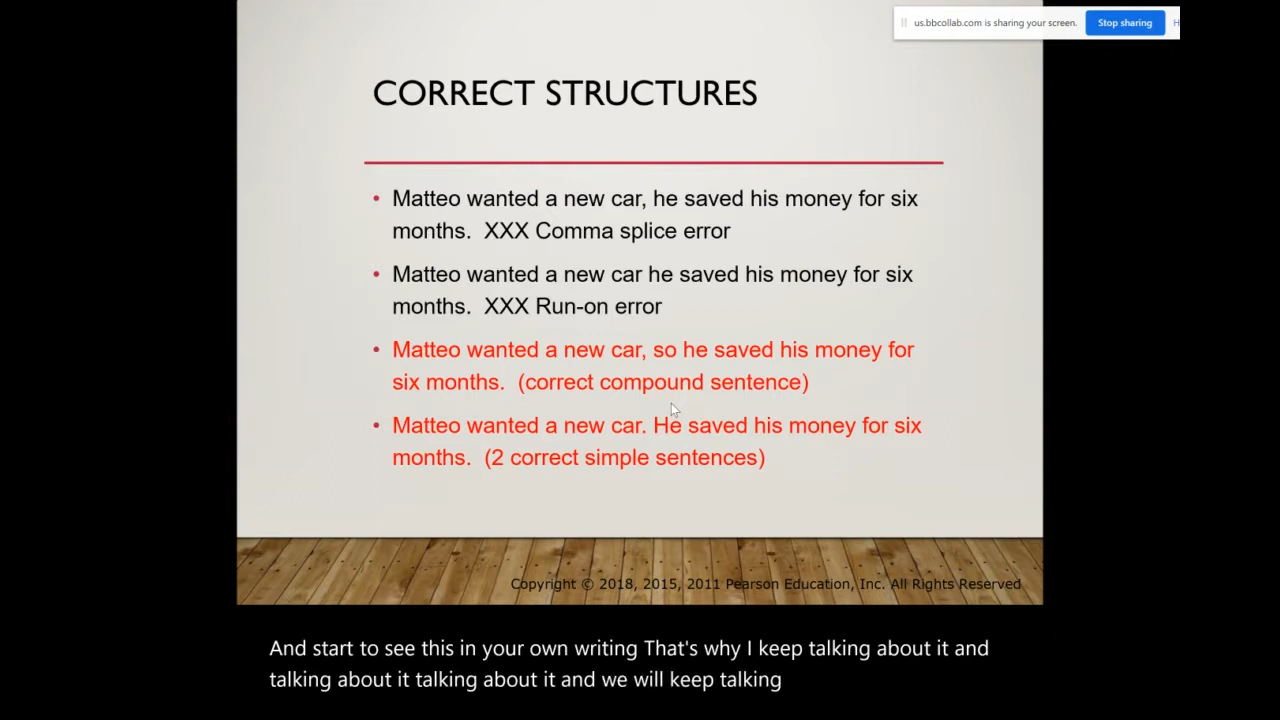 us.bbcollab.com is sharing your screen.
Stop sharing
H
CORRECT STRUCTURES
• Matteo wanted a new car, he saved his money for six
months.  XXX Comma splice error
• Matteo wanted a new car he saved his money for six
months.  XXX Run-on error
• Matteo wanted a new car, so he saved his money for
six months.  (correct compound sentence)
• Matteo wanted a new car. He saved his money for six
months.  (2 correct simple sentences)
Copyright © 2018, 2015, 2011 Pearson Education, Inc. All Rights Reserved
And start to see this in your own writing That's why I keep talking about it and
talking about it talking about it and we will keep talking